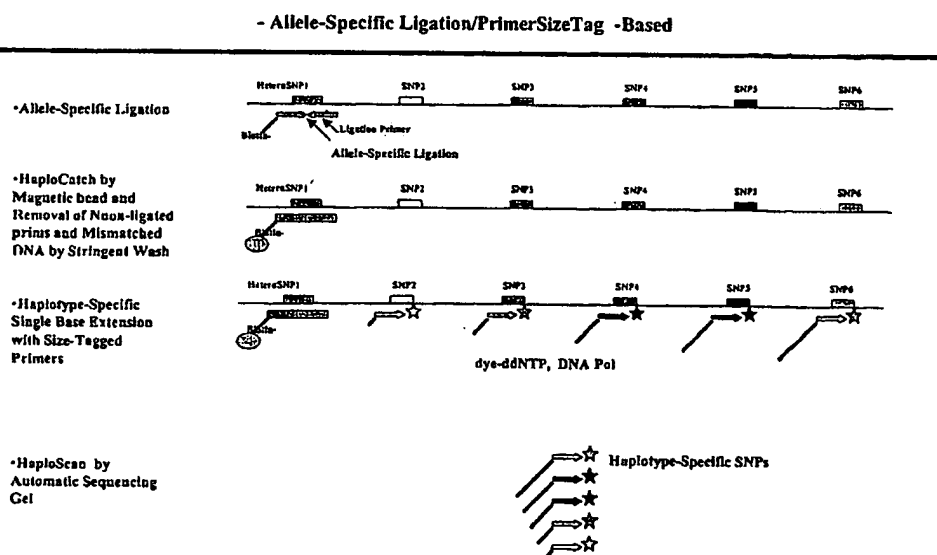 - Allele-Specific Ligation/PrimerSizeTag -Based
•Allele-Specific Ligation
HeteroSNP1 SNP2 SNP3 SNP4 SNP5 SNP6
Biotin-
Ligation Primer
Allele-Specific Ligation
•HaploCatch by
Magnetic bead and
Removal of Noon-ligated
prims and Mismatched
DNA by Stringent Wash
HeteroSNP1 SNP2 SNP3 SNP4 SNP5 SNP6
Biotin-
•Haplotype-Specific
Single Base Extension
with Size-Tagged
Primers
HeteroSNP1 SNP2 SNP3 SNP4 SNP5 SNP6
Biotin-
dye-ddNTP, DNA Pol
•HaploScan by
Automatic Sequencing
Gel
Haplotype-Specific SNPs